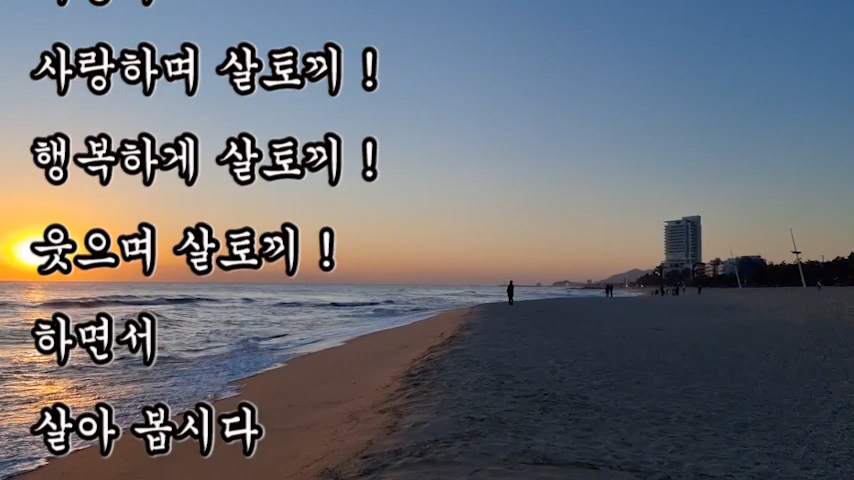 사랑하며 살토끼 !
행복하게 살토끼 !
웃으며 살토끼 !
하면서
살아 봅시다